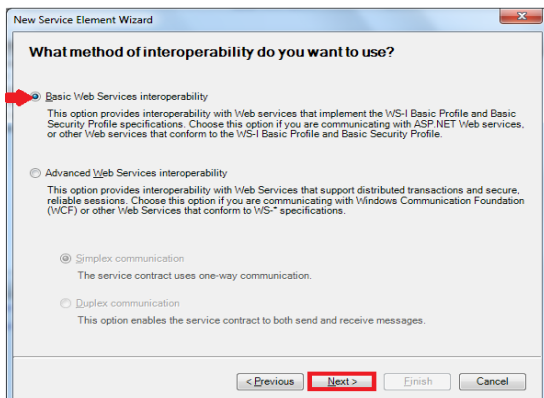 New Service Element Wizard
What method of interoperability do you want to use?
Basic Web Services interoperability
This option provides interoperability with Web services that implement the WS-I Basic Profile and Basic
Security Profile specifications. Choose this option if you are communicating with ASP.NET Web services,
or other Web services that conform to the WS-I Basic Profile and Basic Security Profile.
Advanced Web Services interoperability
This option provides interoperability with Web Services that support distributed transactions and secure,
reliable sessions. Choose this option if you are communicating with Windows Communication Foundation
(WCF) or other Web Services that conform to WS-* specifications.
Simplex communication
The service contract uses one-way communication.
Duplex communication
This option enables the service contract to both send and receive messages.
< Previous Next > Finish Cancel